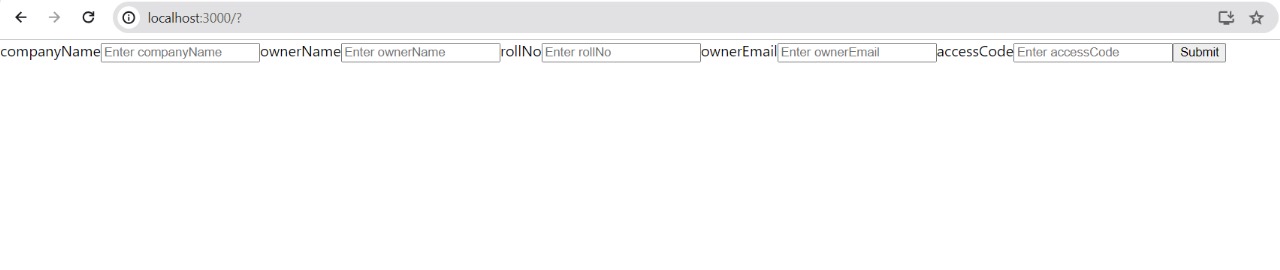 localhost:3000/?
companyName Enter companyName ownerName Enter ownerName rollNo Enter rollNo ownerEmail Enter ownerEmail accessCode Enter accessCode Submit